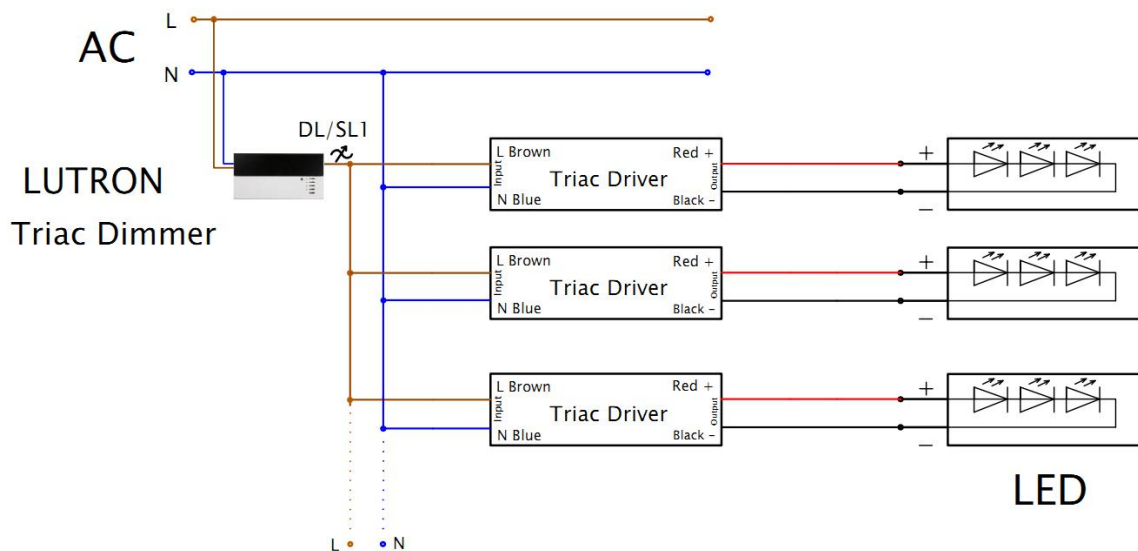 L
AC
N
DL/SL1
LUTRON
Triac Dimmer
L Brown
Red +
Input
Triac Driver
Output
N Blue
Black -
+
-
L Brown
Red +
Input
Triac Driver
Output
N Blue
Black -
+
-
L Brown
Red +
Input
Triac Driver
Output
N Blue
Black -
+
-
LED
L
N